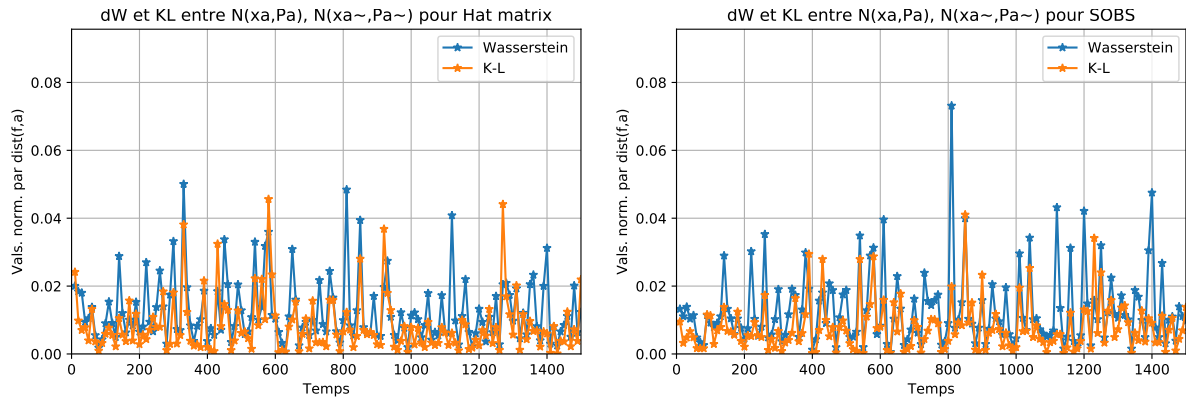 dW et KL entre N(xa,Pa), N(xa~,Pa~) pour Hat matrix
Wasserstein
K-L
0.08
0.06
0.04
0.02
0.00
Vals. norm. par dist(f,a)
0 200 400 600 800 1000 1200 1400
Temps
dW et KL entre N(xa,Pa), N(xa~,Pa~) pour SOBS
Wasserstein
K-L
0.08
0.06
0.04
0.02
0.00
Vals. norm. par dist(f,a)
0 200 400 600 800 1000 1200 1400
Temps